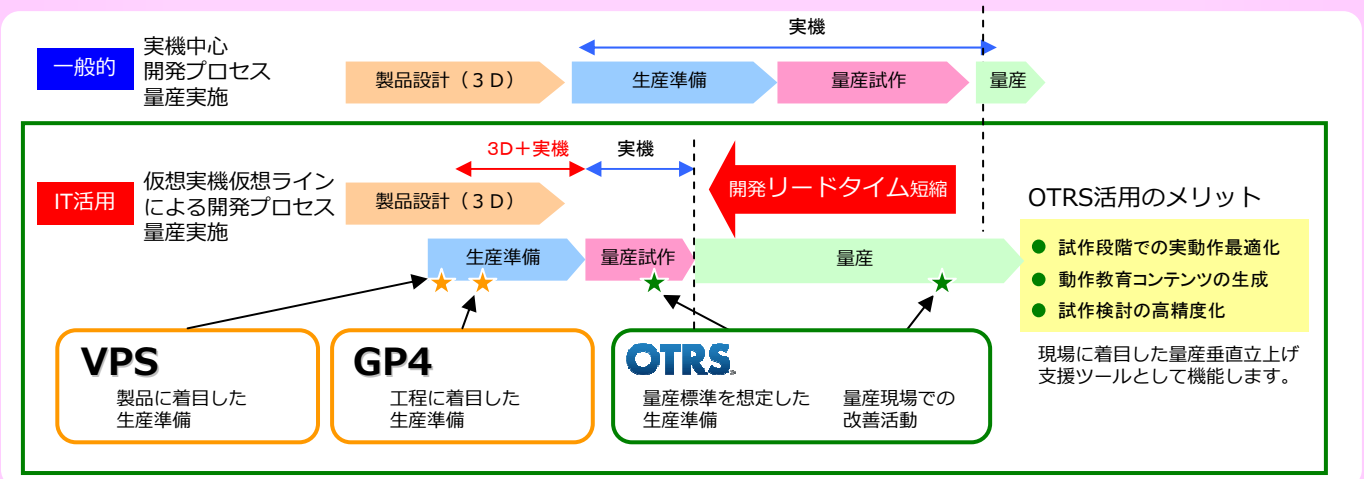 実機
一般的
実機中心
開発プロセス
量産実施
製品設計(3D)
生産準備
量産試作
量産
3D+実機
実機
IT活用
仮想実機仮想ライン
による開発プロセス
量産実施
製品設計(3D)
開発リードタイム短縮
生産準備
量産試作
量産
OTRS活用のメリット
● 試作段階での実動作最適化
● 動作教育コンテンツの生成
● 試作検討の高精度化
現場に着目した量産垂直立上げ
支援ツールとして機能します。
VPS
製品に着目した
生産準備
GP4
工程に着目した
生産準備
OTRS
量産標準を想定した
生産準備
量産現場での
改善活動